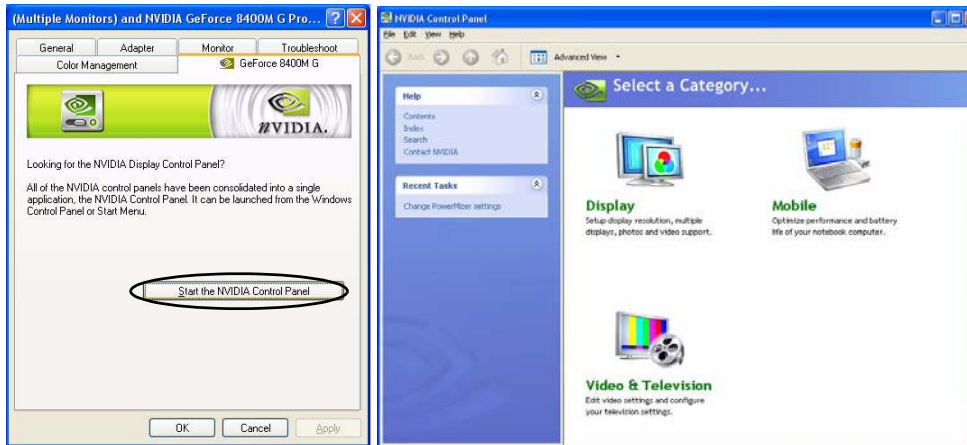 (Multiple Monitors) and NVIDIA GeForce 8400M G Pro...
General Adapter Monitor Troubleshoot
Color Management GeForce 8400M G
NVIDIA.
Looking for the NVIDIA Display Control Panel?
All of the NVIDIA control panels have been consolidated into a single
application, the NVIDIA Control Panel. It can be launched from the Windows
Control Panel or Start Menu.
Start the NVIDIA Control Panel
OK Cancel Apply
NVIDIA Control Panel
File Edit View Help
Back Advanced View
Help
Contents
Index
Search
Contact NVIDIA
Recent Tasks
Change PowerMizer settings
Select a Category...
Display
Setup display resolution, multiple
displays, photos and video support.
Mobile
Optimize performance and battery
life of your notebook computer.
Video & Television
Edit video settings and configure
your television settings.